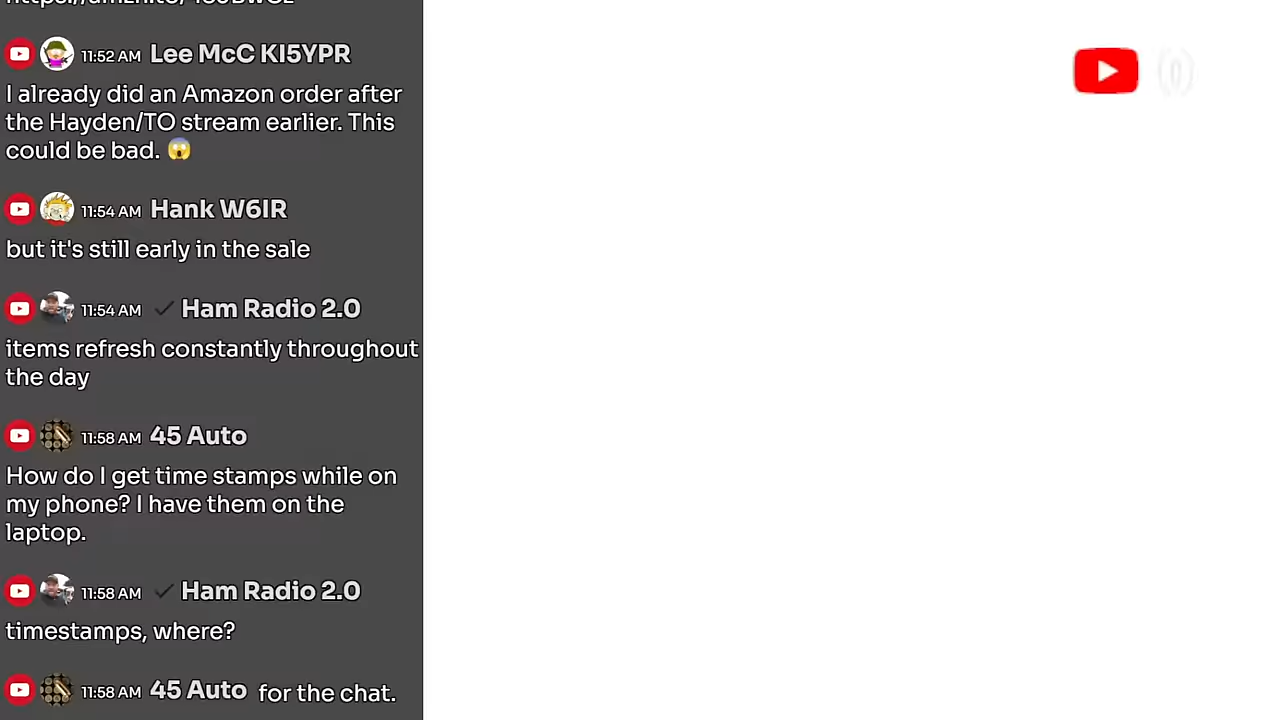 11:52 AM Lee McC KI5YPR
I already did an Amazon order after
the Hayden/TO stream earlier. This
could be bad. 😱
11:54 AM Hank W6IR
but it's still early in the sale
11:54 AM ✓ Ham Radio 2.0
items refresh constantly throughout
the day
11:58 AM 45 Auto
How do I get time stamps while on
my phone? I have them on the
laptop.
11:58 AM ✓ Ham Radio 2.0
timestamps, where?
11:58 AM 45 Auto for the chat.